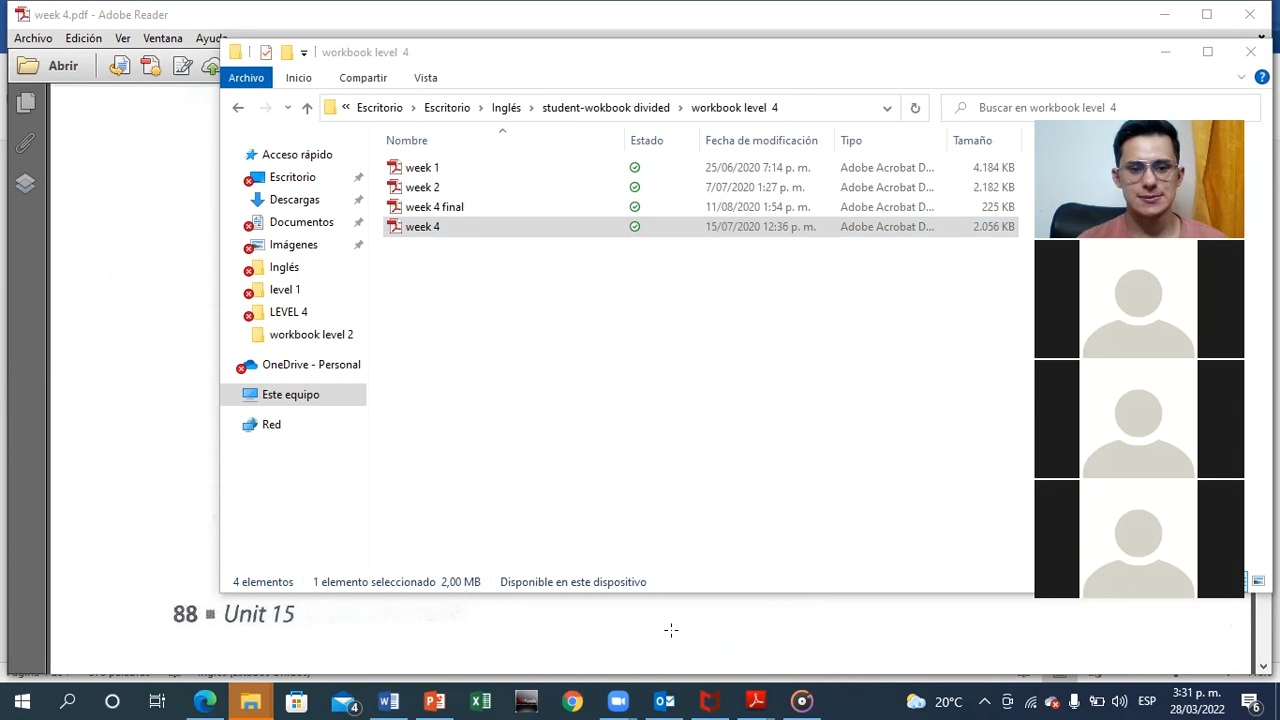 week 4.pdf - Adobe Reader
Archivo Edición Ver Ventana Ayuda
Abrir
workbook level 4
Archivo Inicio Compartir Vista
« Escritorio › Escritorio › Inglés › student-wokbook divided › workbook level 4
Buscar en workbook level 4
Nombre Estado Fecha de modificación Tipo Tamaño
week 1 25/06/2020 7:14 p. m. Adobe Acrobat D... 4.184 KB
week 2 7/07/2020 1:27 p. m. Adobe Acrobat D... 2.182 KB
week 4 final 11/08/2020 1:54 p. m. Adobe Acrobat D... 225 KB
week 4 15/07/2020 12:36 p. m. Adobe Acrobat D... 2.056 KB
Acceso rápido
Escritorio
Descargas
Documentos
Imágenes
Inglés
level 1
LEVEL 4
workbook level 2
OneDrive - Personal
Este equipo
Red
4 elementos 1 elemento seleccionado 2,00 MB Disponible en este dispositivo
88 ■ Unit 15
4
20°C
ESP
3:31 p. m.
28/03/2022
6